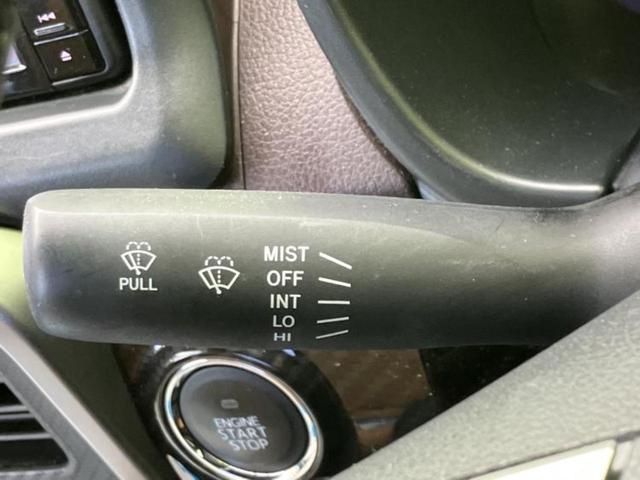 MIST
OFF
INT
LO
HI
PULL
ENGINE
START
STOP